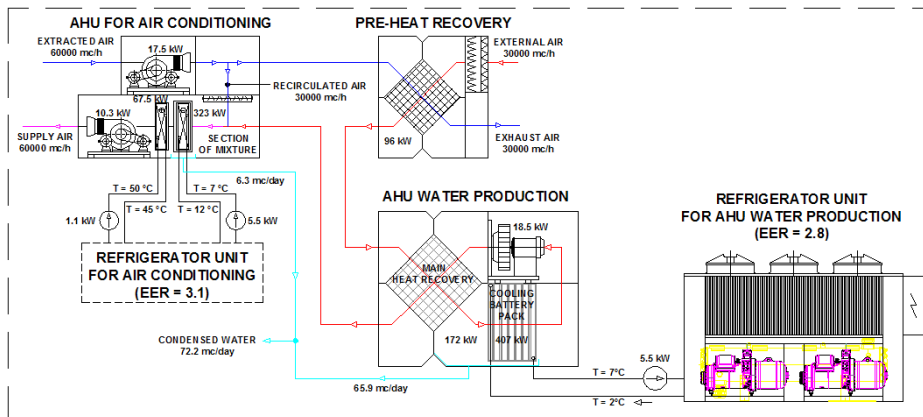 AHU FOR AIR CONDITIONING
EXTRACTED AIR
60000 mc/h
17.5 kW
RECIRCULATED AIR
30000 mc/h
67.5 kW
10.3 kW
323 kW
SECTION
OF MIXTURE
SUPPLY AIR
60000 mc/h
6.3 mc/day
T = 50 °C
T = 7 °C
T = 45 °C
T = 12 °C
1.1 kW
5.5 kW
REFRIGERATOR UNIT
FOR AIR CONDITIONING
(EER = 3.1)
CONDENSED WATER
72.2 mc/day
65.9 mc/day
PRE-HEAT RECOVERY
EXTERNAL AIR
30000 mc/h
96 kW
EXHAUST AIR
30000 mc/h
AHU WATER PRODUCTION
18.5 kW
MAIN
HEAT RECOVERY
COOLING
BATTERY
PACK
172 kW
407 kW
5.5 kW
T = 7°C
T = 2°C
REFRIGERATOR UNIT
FOR AHU WATER PRODUCTION
(EER = 2.8)